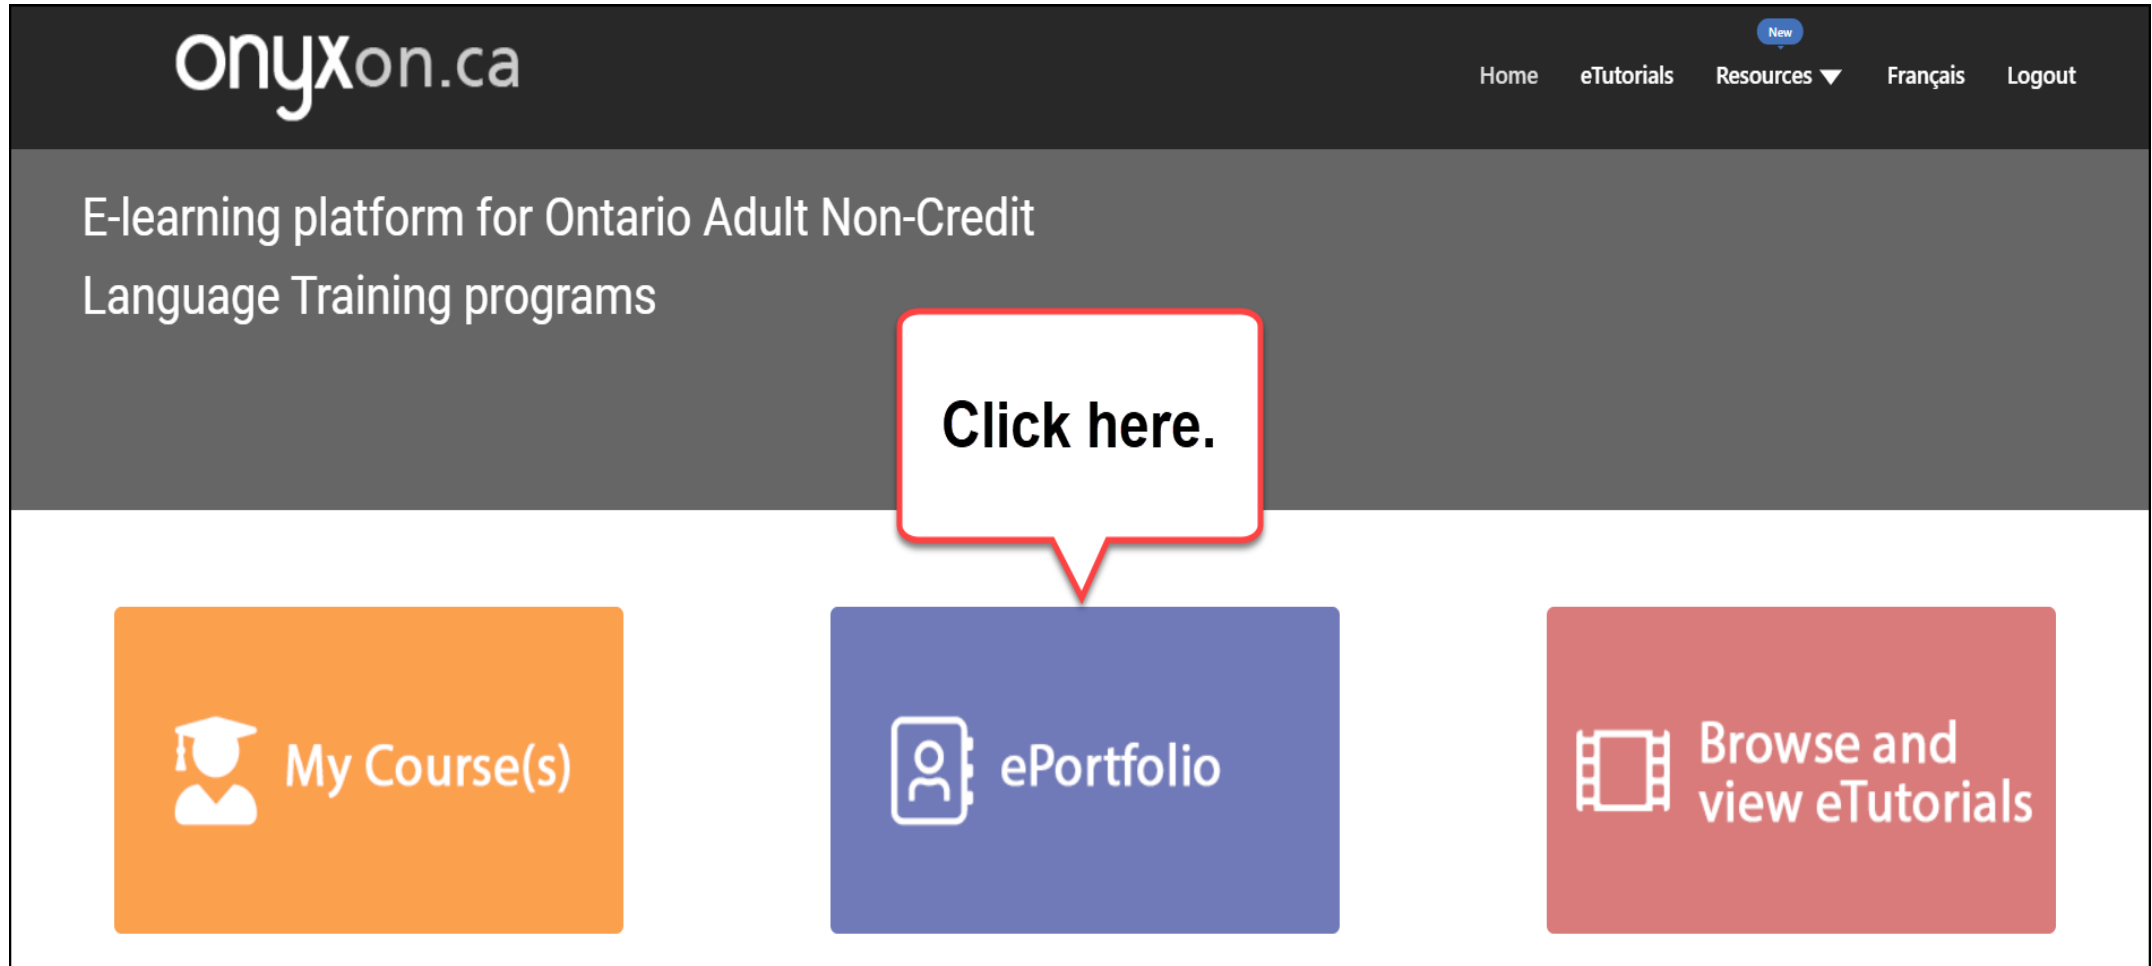 onyxon.ca
New
Home eTutorials Resources Français Logout
E-learning platform for Ontario Adult Non-Credit
Language Training programs
Click here.
My Course(s)
ePortfolio
Browse and
view eTutorials